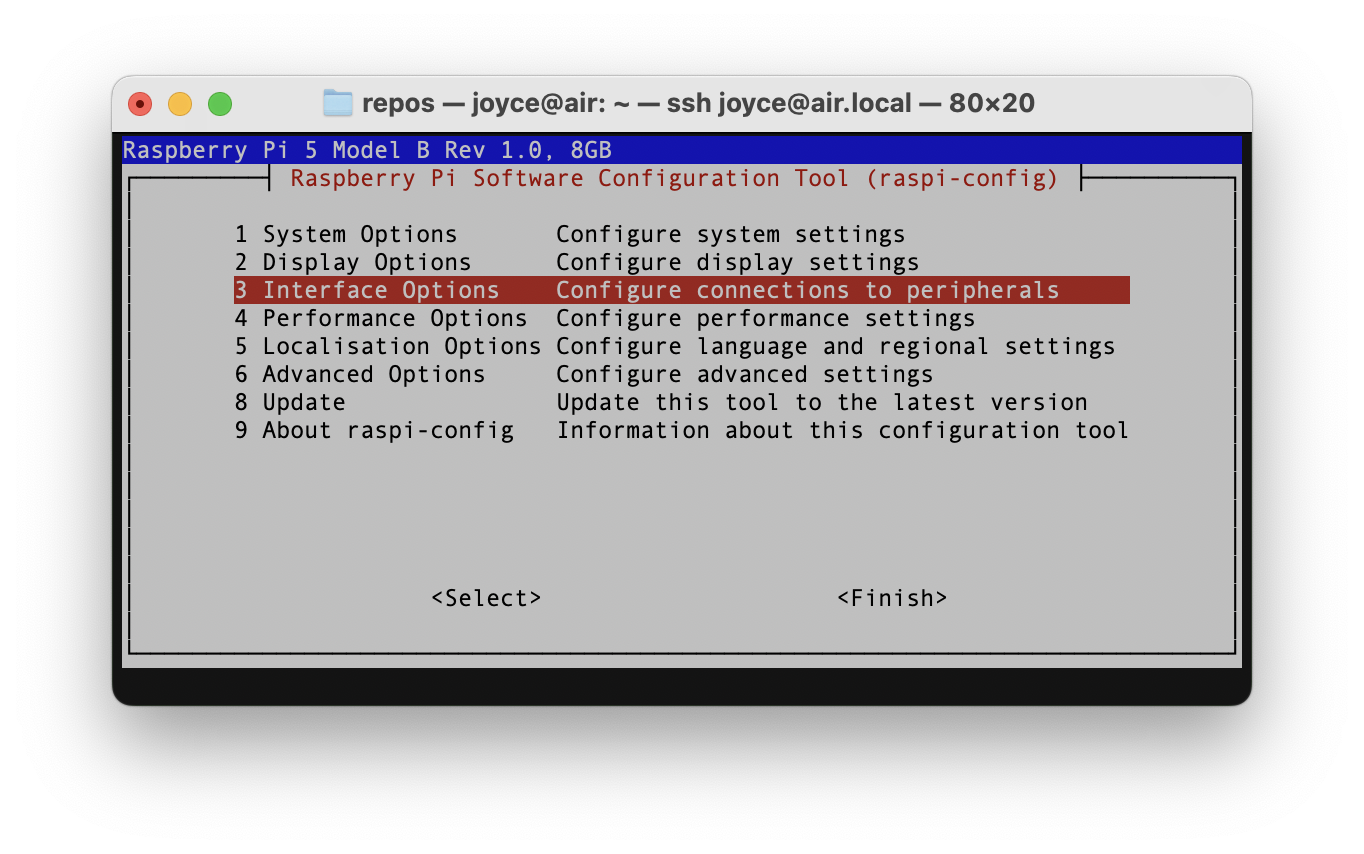 repos — joyce@air: ~ — ssh joyce@air.local — 80×20
Raspberry Pi 5 Model B Rev 1.0, 8GB
Raspberry Pi Software Configuration Tool (raspi-config)
1 System Options Configure system settings
2 Display Options Configure display settings
3 Interface Options Configure connections to peripherals
4 Performance Options Configure performance settings
5 Localisation Options Configure language and regional settings
6 Advanced Options Configure advanced settings
8 Update Update this tool to the latest version
9 About raspi-config Information about this configuration tool
<Select> <Finish>